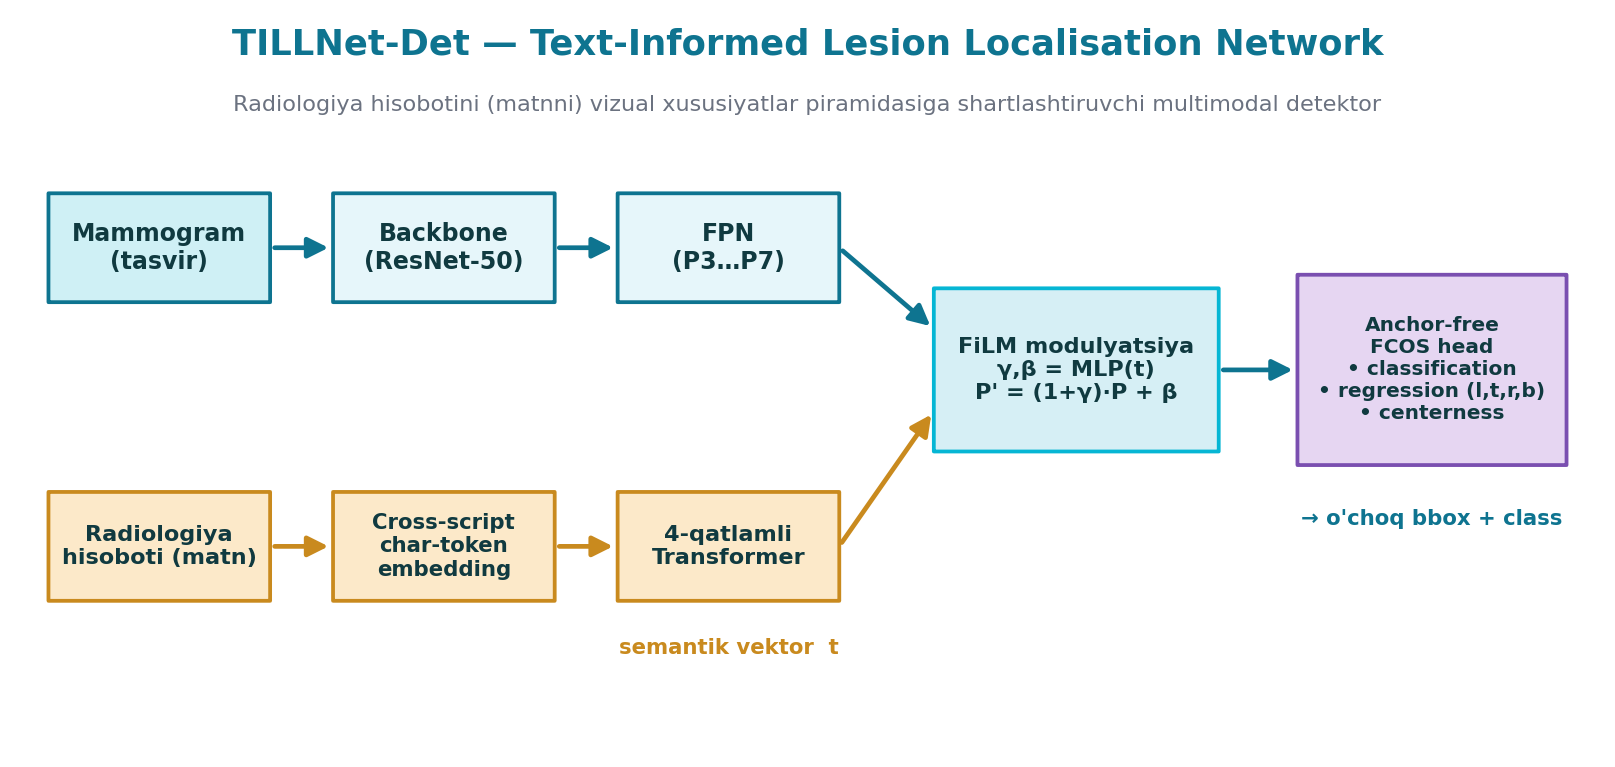 TILLNet-Det — Text-Informed Lesion Localisation Network
Radiologiya hisobotini (matnni) vizual xususiyatlar piramidasiga shartlashtiruvchi multimodal detektor
Mammogram
(tasvir)
Backbone
(ResNet-50)
FPN
(P3…P7)
FiLM modulyatsiya
γ,β = MLP(t)
P' = (1+γ)·P + β
Anchor-free
FCOS head
• classification
• regression (l,t,r,b)
• centerness
→ o'choq bbox + class
Radiologiya
hisoboti (matn)
Cross-script
char-token
embedding
4-qatlamli
Transformer
semantik vektor  t